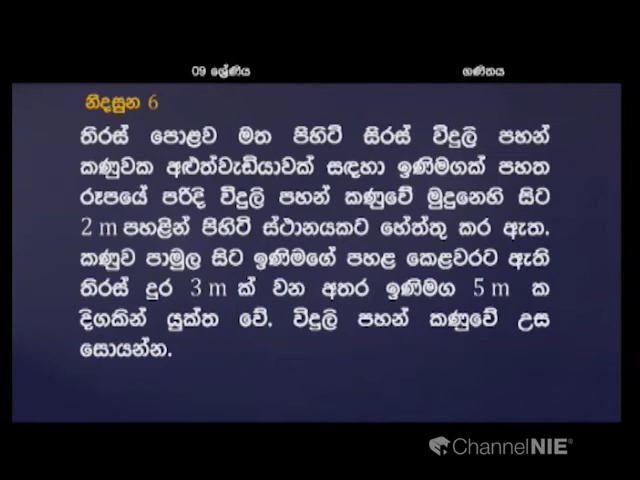 09 ශ්‍රේණිය ගණිතය
නිදසුන 6
තිරස් පොළව මත පිහිටි සිරස් විදුලි පහන්
කණුවක අළුත්වැඩියාවක් සඳහා ඉණිමගක් පහත
රූපයේ පරිදි විදුලි පහන් කණුවේ මුදුනෙහි සිට
2 m පහළින් පිහිටි ස්ථානයකට හේත්තු කර ඇත.
කණුව පාමුල සිට ඉණිමගේ පහළ කෙළවරට ඇති
තිරස් දුර 3 m ක් වන අතර ඉණිමග 5 m ක
දිගකින් යුක්ත වේ. විදුලි පහන් කණුවේ උස
සොයන්න.
ChannelNIE